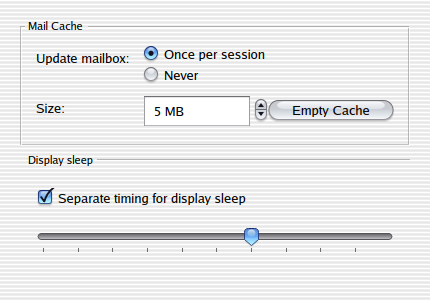 Mail Cache
Update mailbox:
Once per session
Never
Size:
5 MB
Empty Cache
Display sleep
Separate timing for display sleep